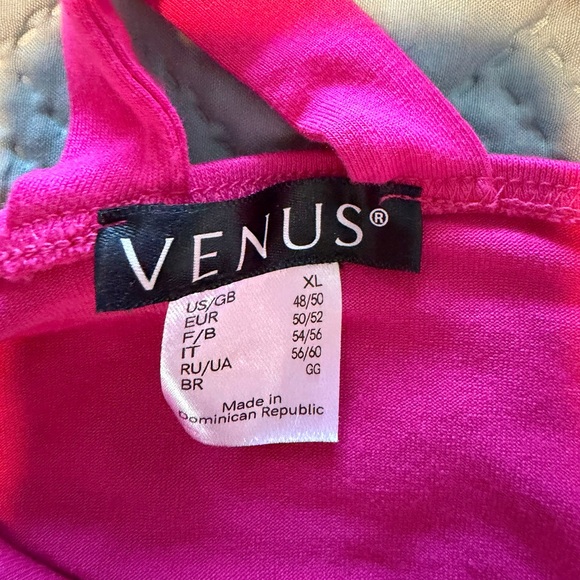 VENUS®
US/GB XL
EUR 48/50
F/B 50/52
IT 54/56
RU/UA 56/60
BR GG
Made in
Dominican Republic